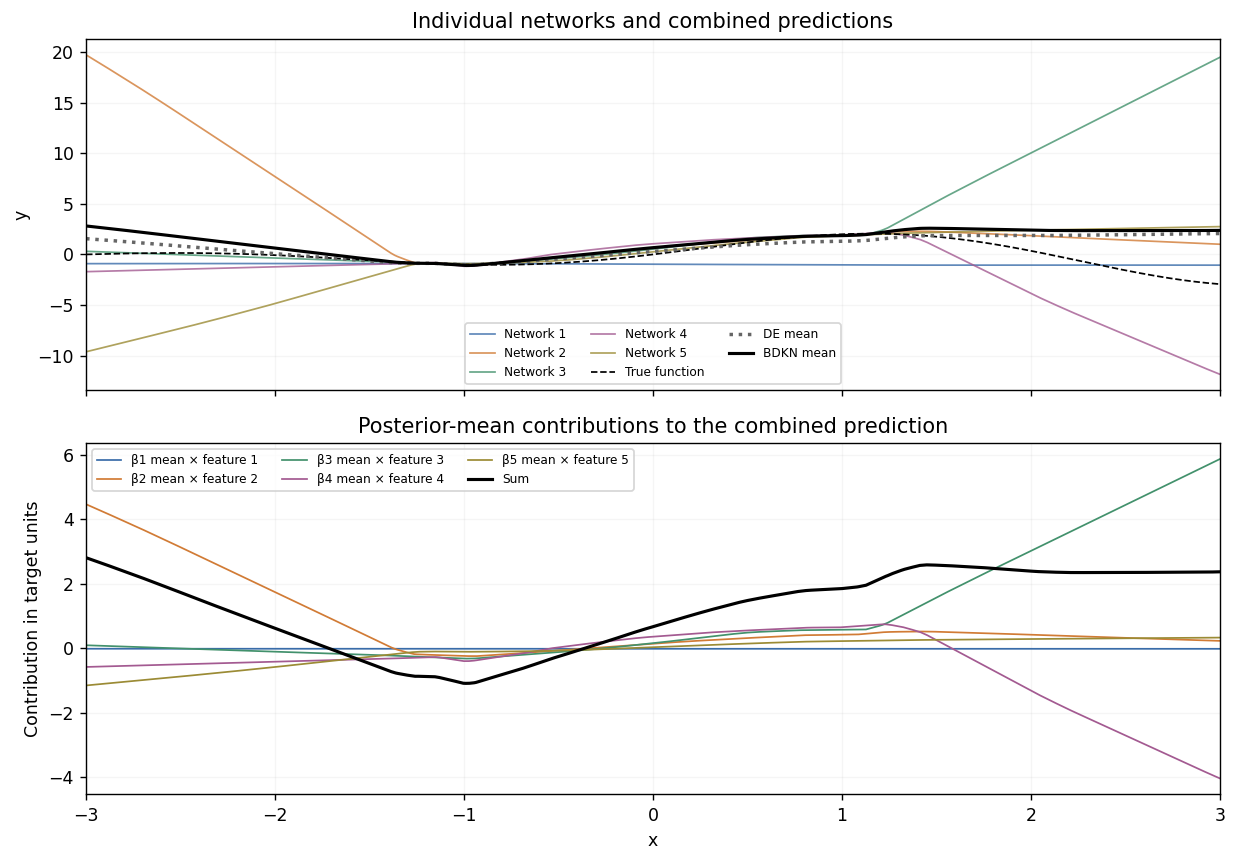 Individual networks and combined predictions
20
15
10
5
0
−5
−10
y
Network 1 Network 4 DE mean
Network 2 Network 5 BDKN mean
Network 3 True function
Posterior-mean contributions to the combined prediction
β1 mean × feature 1 β3 mean × feature 3 β5 mean × feature 5
β2 mean × feature 2 β4 mean × feature 4 Sum
6
4
2
0
−2
−4
Contribution in target units
−3 −2 −1 0 1 2 3
x